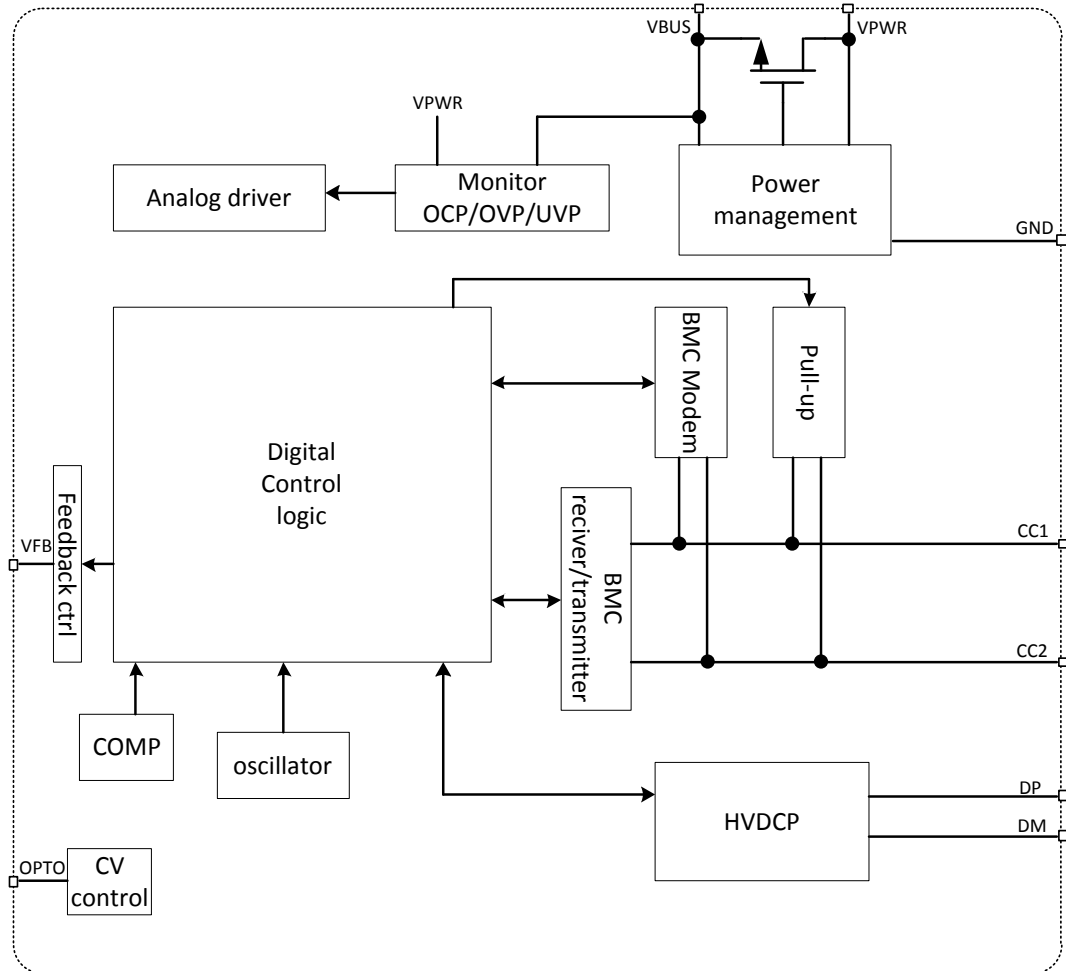 VBUS
VPWR
VPWR
Analog driver
Monitor
OCP/OVP/UVP
Power
management
GND
BMC Modem
Pull-up
Digital
Control
logic
Feedback ctrl
VFB
BMC
reciver/transmitter
CC1
CC2
COMP
oscillator
HVDCP
DP
DM
OPTO
CV
control